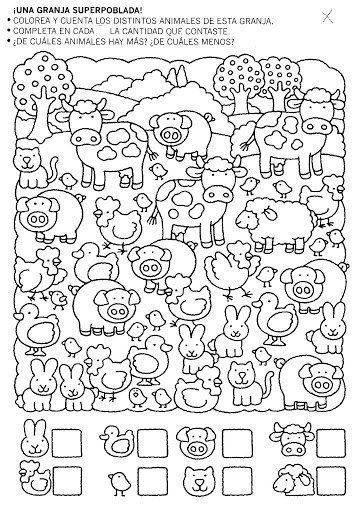 ¡UNA GRANJA SUPERPOBLADA!
• COLOREA Y CUENTA LOS DISTINTOS ANIMALES DE ESTA GRANJA.
• COMPLETA EN CADA LA CANTIDAD QUE CONTASTE.
• ¿DE CUÁLES ANIMALES HAY MÁS? ¿DE CUÁLES MENOS?